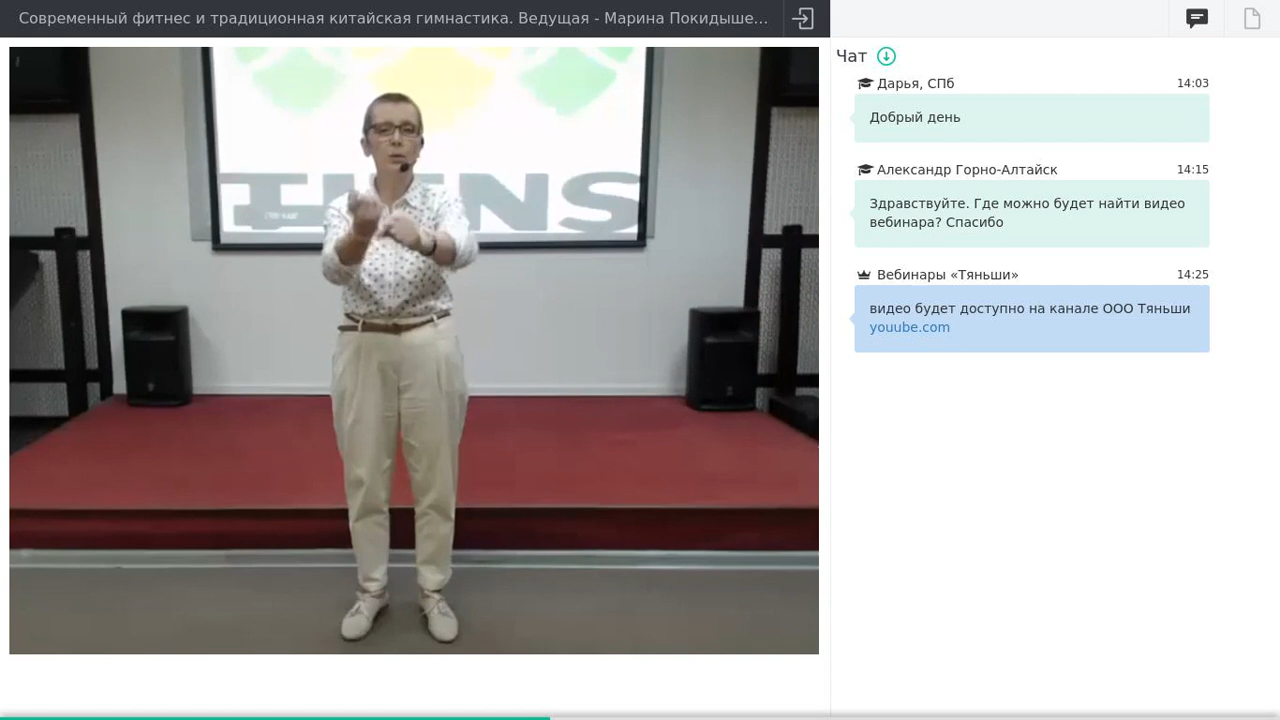 Современный фитнес и традиционная китайская гимнастика. Ведущая - Марина Покидыше...
Чат
Дарья, СПб 14:03
Добрый день
Александр Горно-Алтайск 14:15
Здравствуйте. Где можно будет найти видео
вебинара? Спасибо
Вебинары «Тяньши» 14:25
видео будет доступно на канале ООО Тяньши
youube.com
TIENS